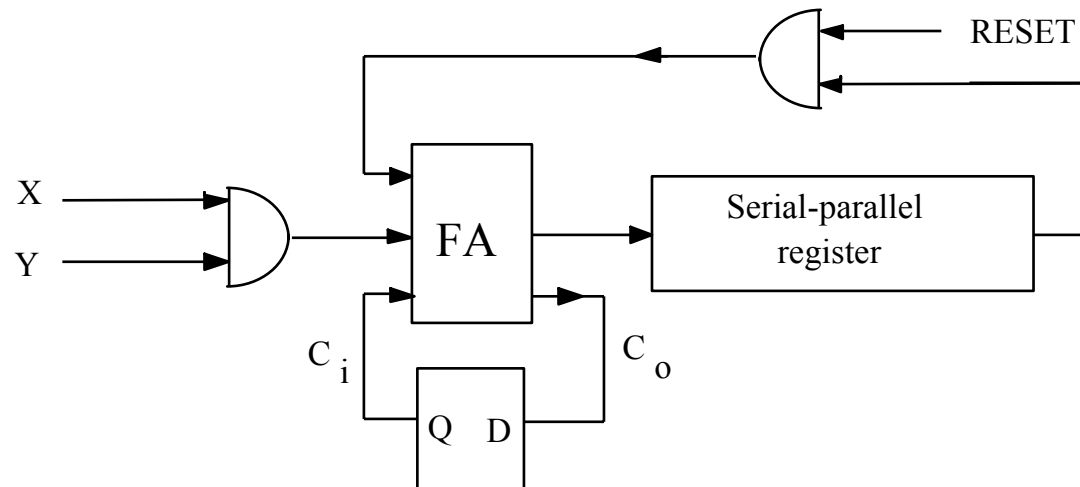 RESET
X
Y
FA
Serial-parallel
register
C i
C o
Q D